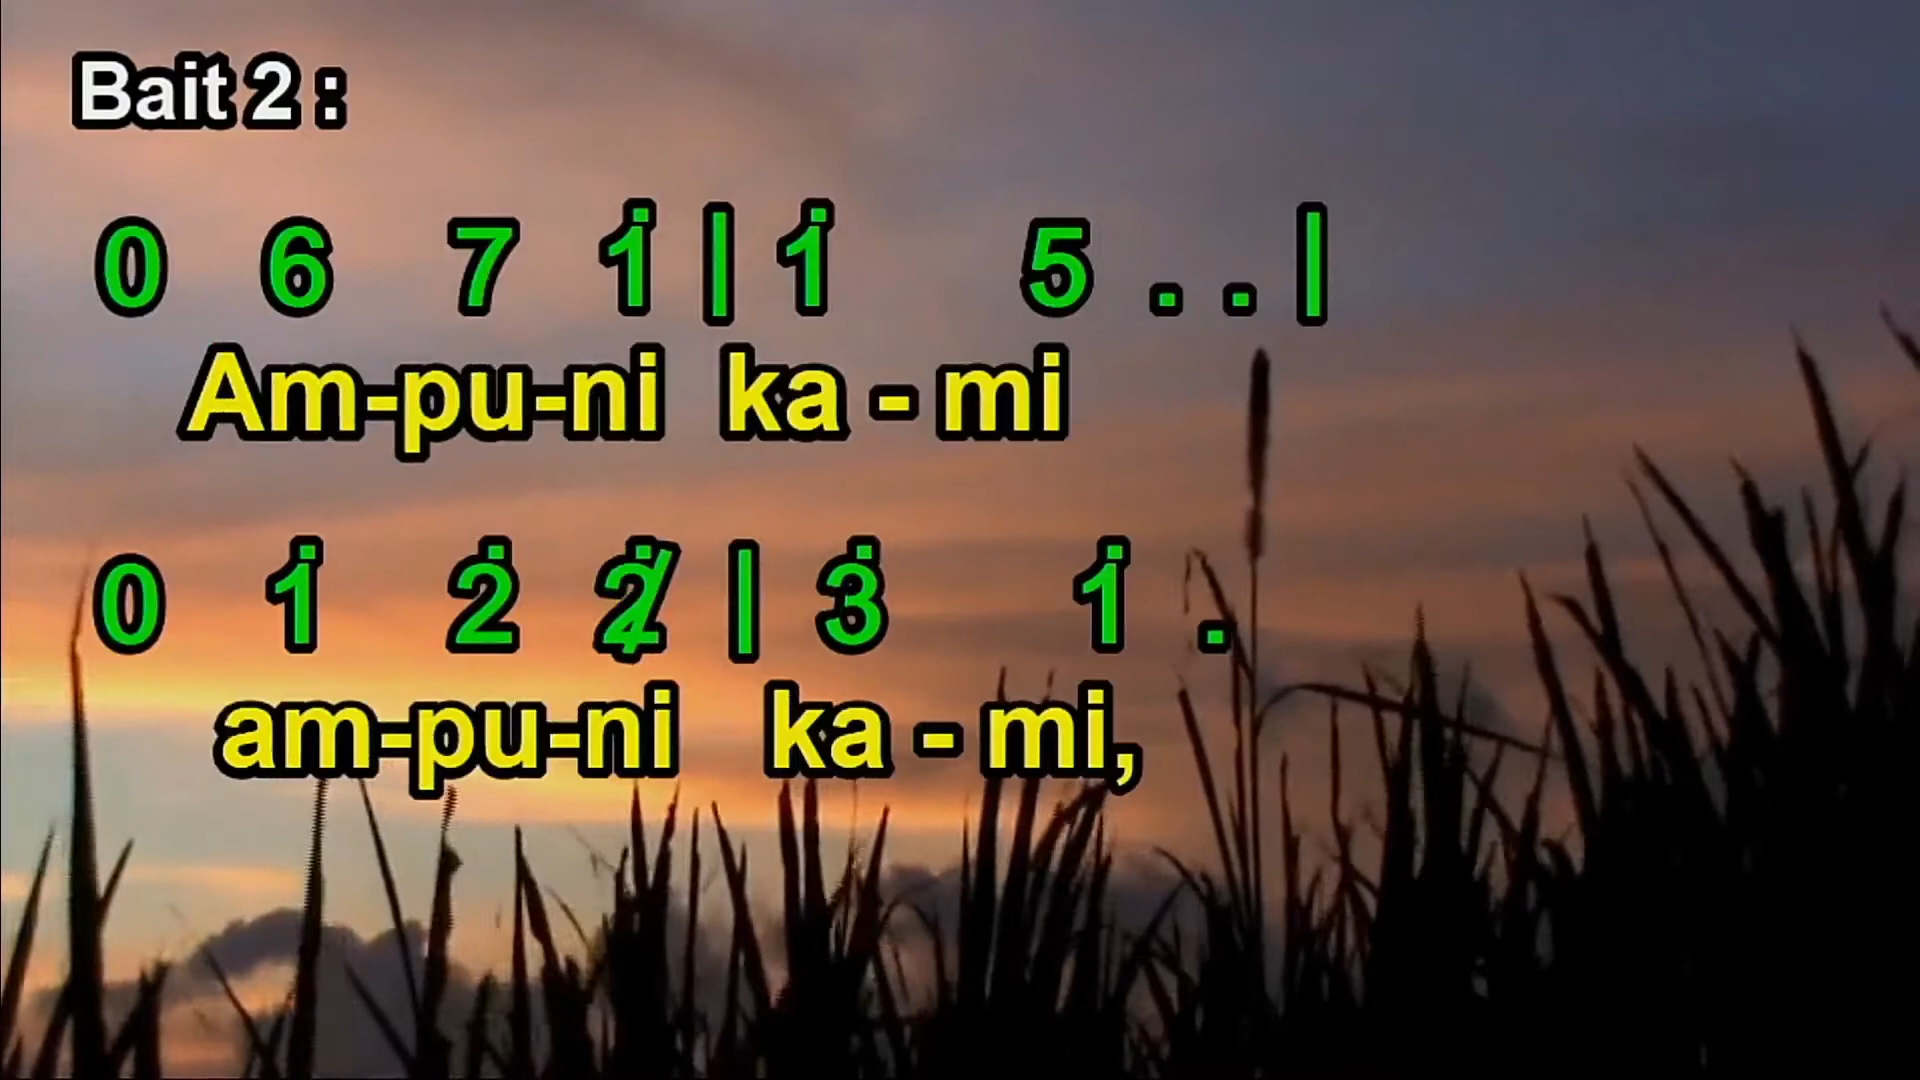 Bait 2 :
0 6 7 1̇ | 1̇ 5 . . |
Am-pu-ni ka - mi
0 1̇ 2̇ 2̸̇ | 3̇ 1̇ .
am-pu-ni ka - mi,